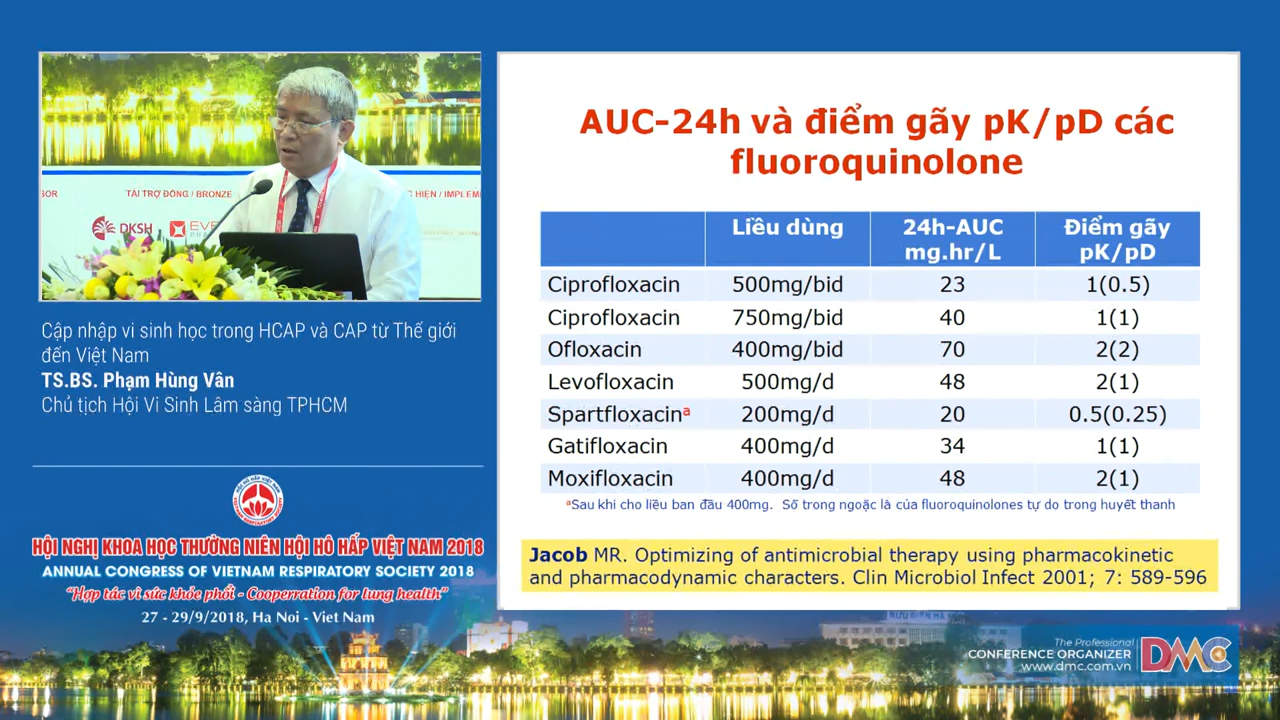 SOR
TÀI TRỢ ĐỒNG / BRONZE
HIỆN / IMPLEM
DKSH
EVE
Cập nhập vi sinh học trong HCAP và CAP từ Thế giới
đến Việt Nam
TS.BS. Phạm Hùng Vân
Chủ tịch Hội Vi Sinh Lâm sàng TPHCM
HỘI HÔ HẤP VIỆT NAM
HỘI NGHỊ KHOA HỌC THƯỜNG NIÊN HỘI HÔ HẤP VIỆT NAM 2018
ANNUAL CONGRESS OF VIETNAM RESPIRATORY SOCIETY 2018
“Hợp tác vì sức khỏe phổi - Cooperration for lung health”
27 - 29/9/2018, Ha Noi - Viet Nam
AUC-24h và điểm gãy pK/pD các
fluoroquinolone
Liều dùng 24h-AUC Điểm gãy
mg.hr/L pK/pD
Ciprofloxacin 500mg/bid 23 1(0.5)
Ciprofloxacin 750mg/bid 40 1(1)
Ofloxacin 400mg/bid 70 2(2)
Levofloxacin 500mg/d 48 2(1)
Spartfloxacinᵃ 200mg/d 20 0.5(0.25)
Gatifloxacin 400mg/d 34 1(1)
Moxifloxacin 400mg/d 48 2(1)
ᵃSau khi cho liều ban đầu 400mg. Số trong ngoặc là của fluoroquinolones tự do trong huyết thanh
Jacob MR. Optimizing of antimicrobial therapy using pharmacokinetic
and pharmacodynamic characters. Clin Microbiol Infect 2001; 7: 589-596
The Professional
CONFERENCE ORGANIZER
www.dmc.com.vn
DMC